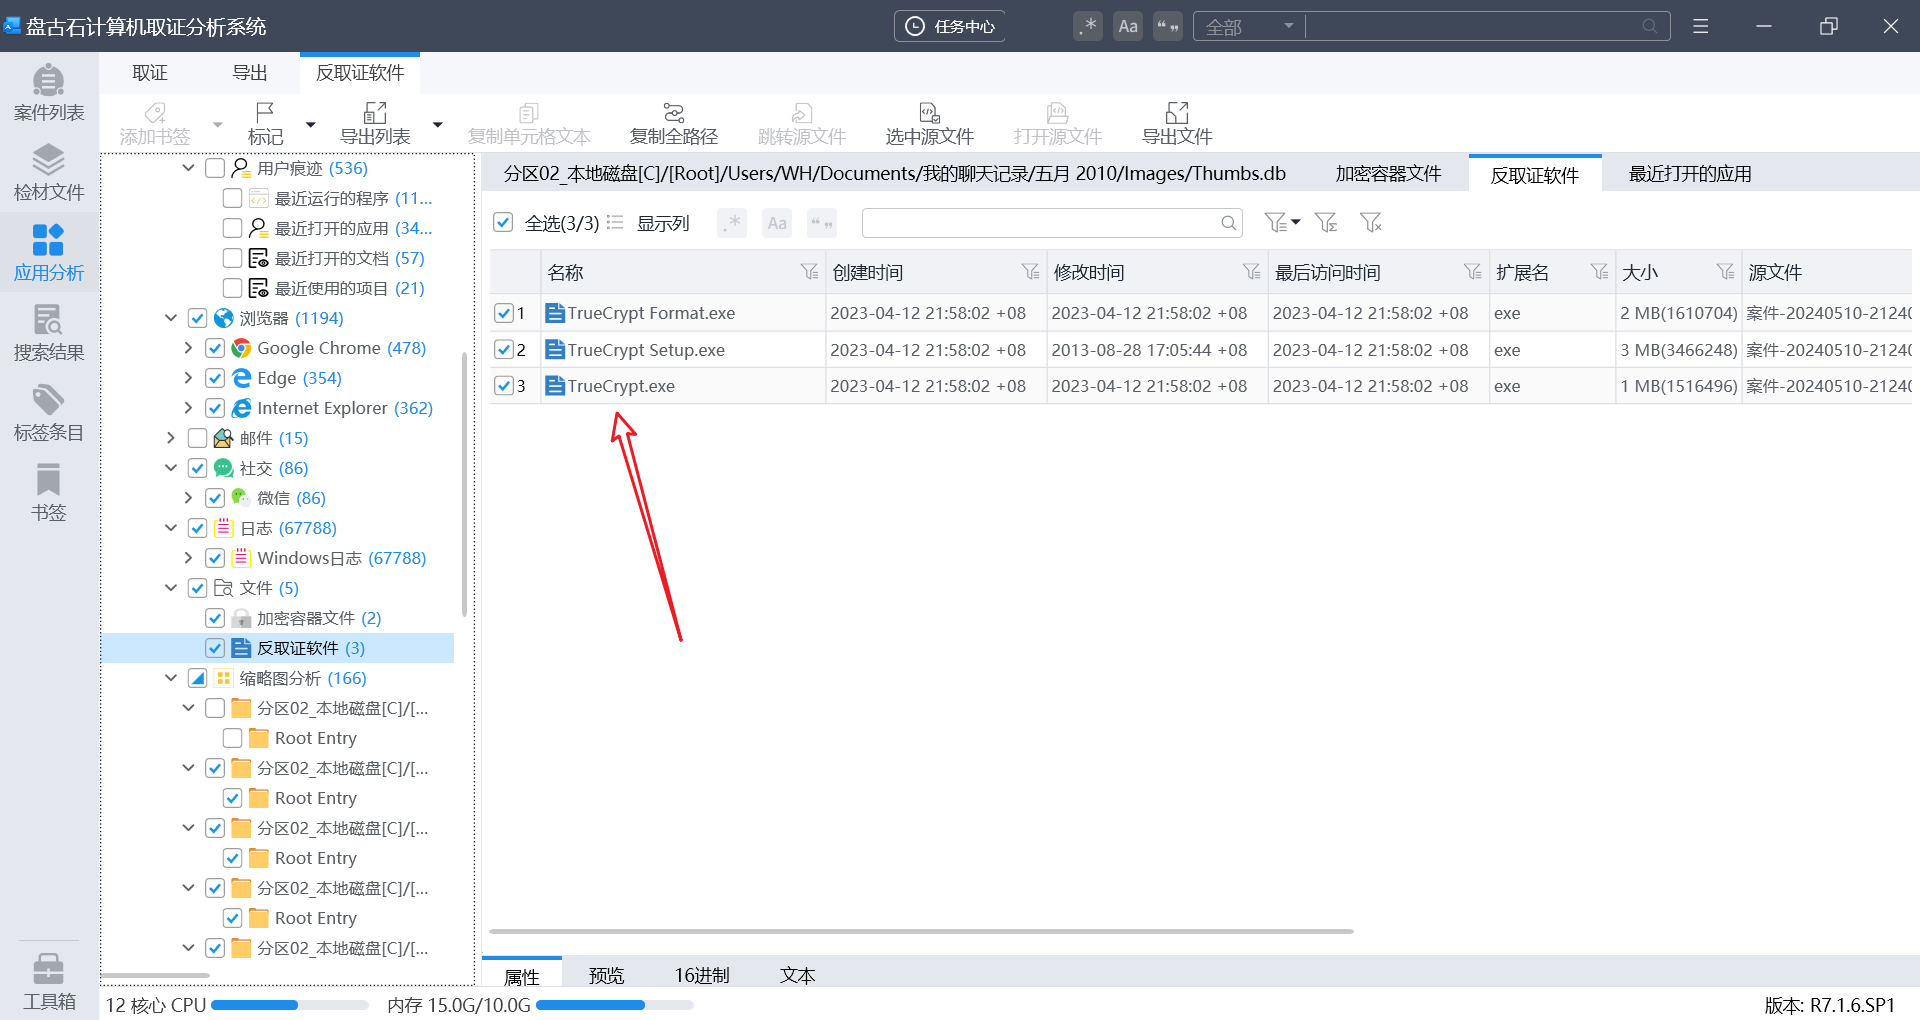 盘古石计算机取证分析系统
任务中心
.*
Aa
全部
案件列表
检材文件
应用分析
搜索结果
标签条目
书签
工具箱
取证
导出
反取证软件
添加书签
标记
导出列表
复制单元格文本
复制全路径
跳转源文件
选中源文件
打开源文件
导出文件
用户痕迹 (536)
最近运行的程序 (11...
最近打开的应用 (34...
最近打开的文档 (57)
最近使用的项目 (21)
浏览器 (1194)
Google Chrome (478)
Edge (354)
Internet Explorer (362)
邮件 (15)
社交 (86)
微信 (86)
日志 (67788)
Windows日志 (67788)
文件 (5)
加密容器文件 (2)
反取证软件 (3)
缩略图分析 (166)
分区02_本地磁盘[C]/[...
Root Entry
分区02_本地磁盘[C]/[...
Root Entry
分区02_本地磁盘[C]/[...
Root Entry
分区02_本地磁盘[C]/[...
Root Entry
分区02_本地磁盘[C]/[...
分区02_本地磁盘[C]/[Root]/Users/WH/Documents/我的聊天记录/五月 2010/Images/Thumbs.db
加密容器文件
反取证软件
最近打开的应用
全选(3/3)
显示列
.*
Aa
名称 创建时间 修改时间 最后访问时间 扩展名 大小 源文件
1 TrueCrypt Format.exe 2023-04-12 21:58:02 +08 2023-04-12 21:58:02 +08 2023-04-12 21:58:02 +08 exe 2 MB(1610704) 案件-20240510-21240
2 TrueCrypt Setup.exe 2023-04-12 21:58:02 +08 2013-08-28 17:05:44 +08 2023-04-12 21:58:02 +08 exe 3 MB(3466248) 案件-20240510-21240
3 TrueCrypt.exe 2023-04-12 21:58:02 +08 2023-04-12 21:58:02 +08 2023-04-12 21:58:02 +08 exe 1 MB(1516496) 案件-20240510-21240
属性
预览
16进制
文本
12 核心 CPU
内存 15.0G/10.0G
版本: R7.1.6.SP1